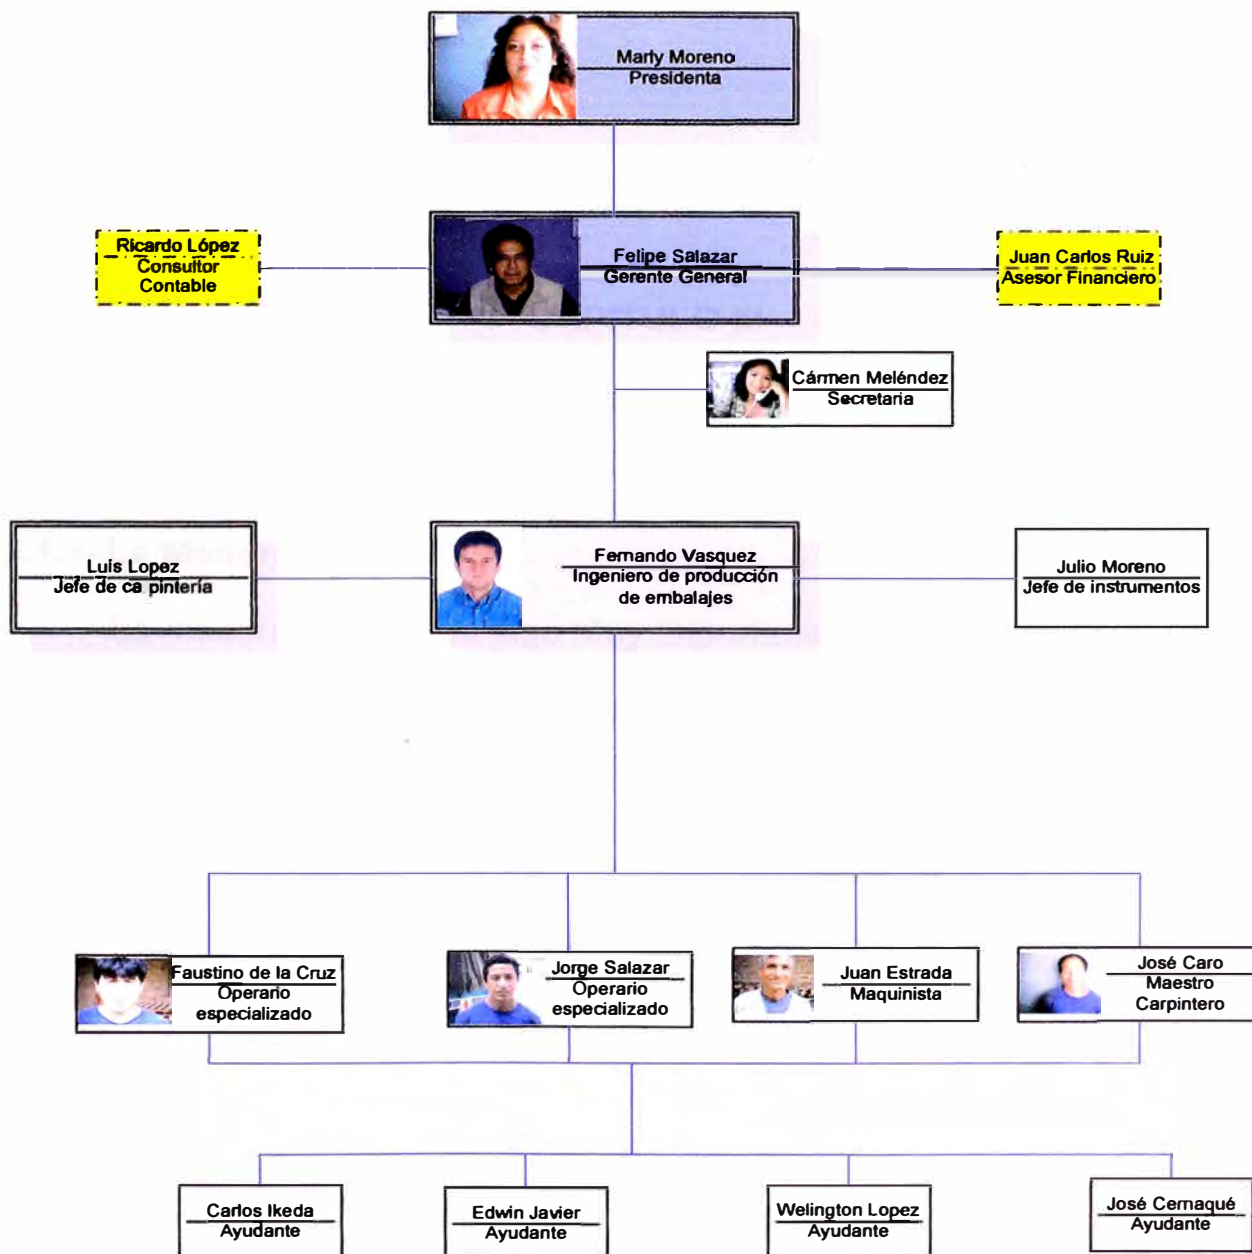 Marly Moreno
Presidenta
Ricardo López
Consultor
Contable
Felipe Salazar
Gerente General
Juan Carlos Ruiz
Asesor Financiero
Cármen Meléndez
Secretaria
Luis Lopez
Jefe de ca pintería
Fernando Vasquez
Ingeniero de producción
de embalajes
Julio Moreno
Jefe de instrumentos
Faustino de la Cruz
Operario
especializado
Jorge Salazar
Operario
especializado
Juan Estrada
Maquinista
José Caro
Maestro
Carpintero
Carlos Ikeda
Ayudante
Edwin Javier
Ayudante
Welington Lopez
Ayudante
José Cernaqué
Ayudante